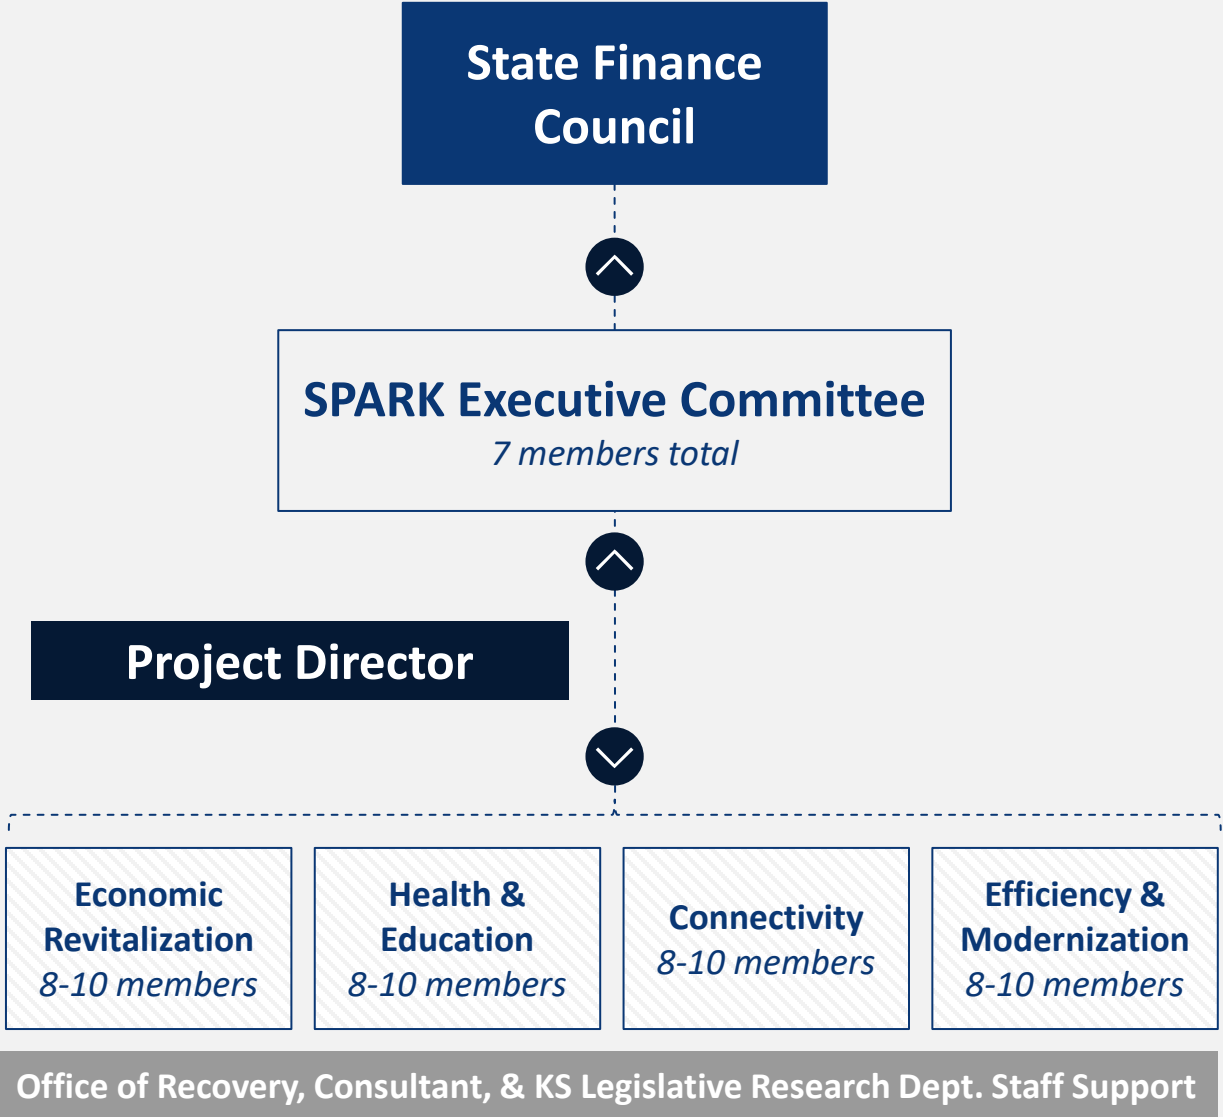 State Finance
Council
SPARK Executive Committee
7 members total
Project Director
Economic
Revitalization
8-10 members
Health &
Education
8-10 members
Connectivity
8-10 members
Efficiency &
Modernization
8-10 members
Office of Recovery, Consultant, & KS Legislative Research Dept. Staff Support